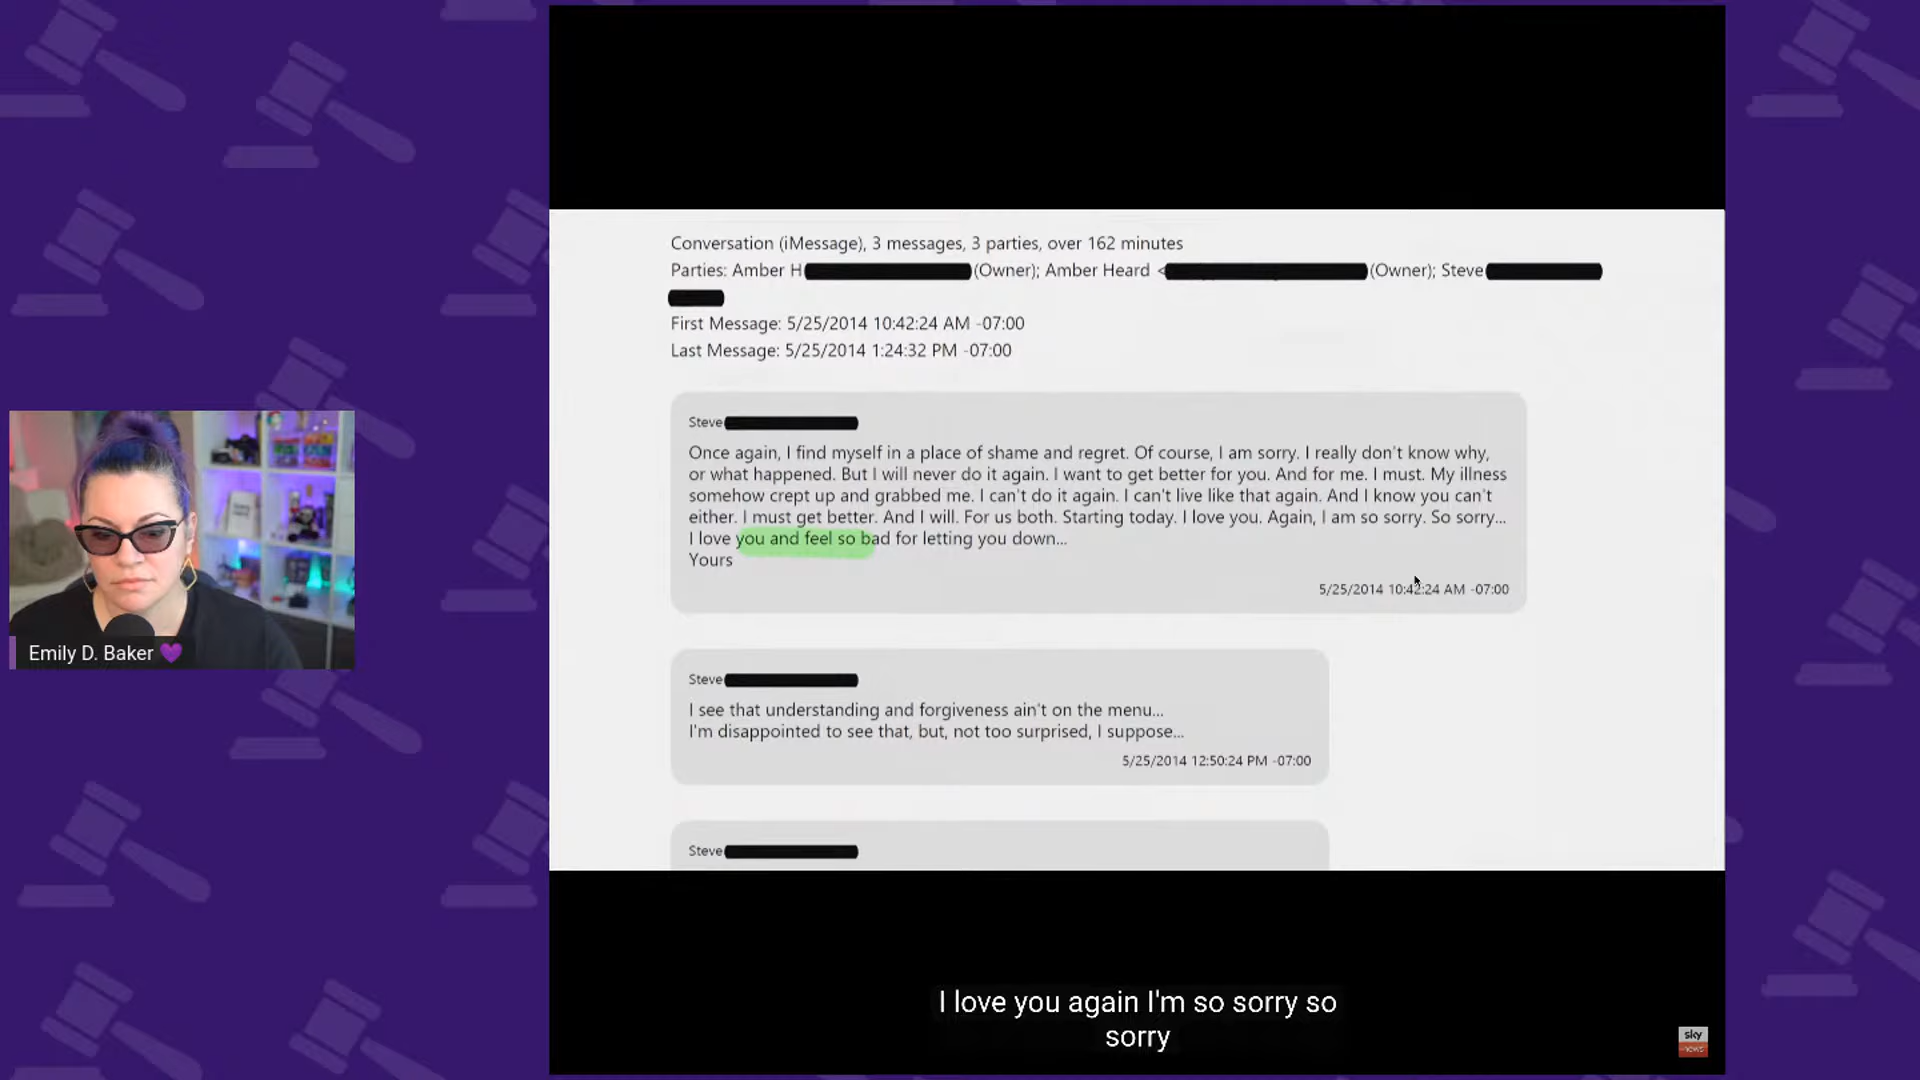 Conversation (iMessage), 3 messages, 3 parties, over 162 minutes
Parties: Amber H (Owner); Amber Heard < (Owner); Steve
First Message: 5/25/2014 10:42:24 AM -07:00
Last Message: 5/25/2014 1:24:32 PM -07:00
Steve
Once again, I find myself in a place of shame and regret. Of course, I am sorry. I really don't know why,
or what happened. But I will never do it again. I want to get better for you. And for me. I must. My illness
somehow crept up and grabbed me. I can't do it again. I can't live like that again. And I know you can't
either. I must get better. And I will. For us both. Starting today. I love you. Again, I am so sorry. So sorry...
I love you and feel so bad for letting you down...
Yours
5/25/2014 10:42:24 AM -07:00
Steve
I see that understanding and forgiveness ain't on the menu...
I'm disappointed to see that, but, not too surprised, I suppose...
5/25/2014 12:50:24 PM -07:00
Steve
Emily D. Baker 💜
I love you again I'm so sorry so
sorry
sky
news